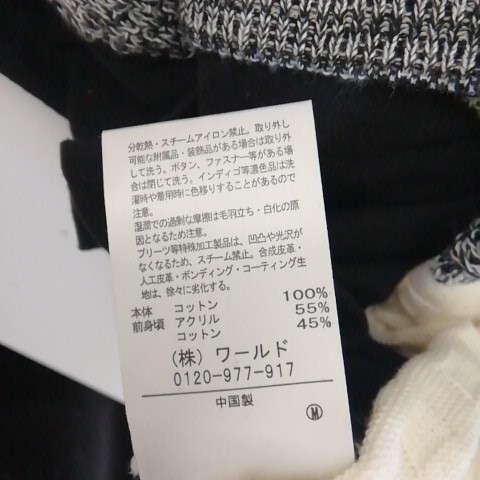 分乾熱・スチームアイロン禁止。取り外し
可能な附属品・装飾品がある場合は取り外
して洗う。ボタン、ファスナー等がある場
合は閉じて洗う。インディゴ等濃色品は洗
濯時や着用時に色移りすることがあるので
注意。
湿潤での過剰な摩擦は毛羽立ち・白化の原
因となるため注意。
プリーツ等特殊加工製品は、凹凸や光沢が
なくなるため、スチーム禁止。合成皮革・
人工皮革・ボンディング・コーティング生
地は、徐々に劣化する。
本体 コットン 100%
前身頃 アクリル 55%
コットン 45%
(株) ワールド
0120-977-917
中国製
M